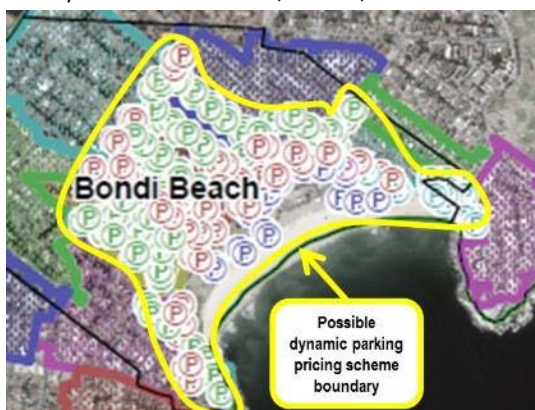 Bondi Beach
Possible
dynamic parking
pricing scheme
boundary